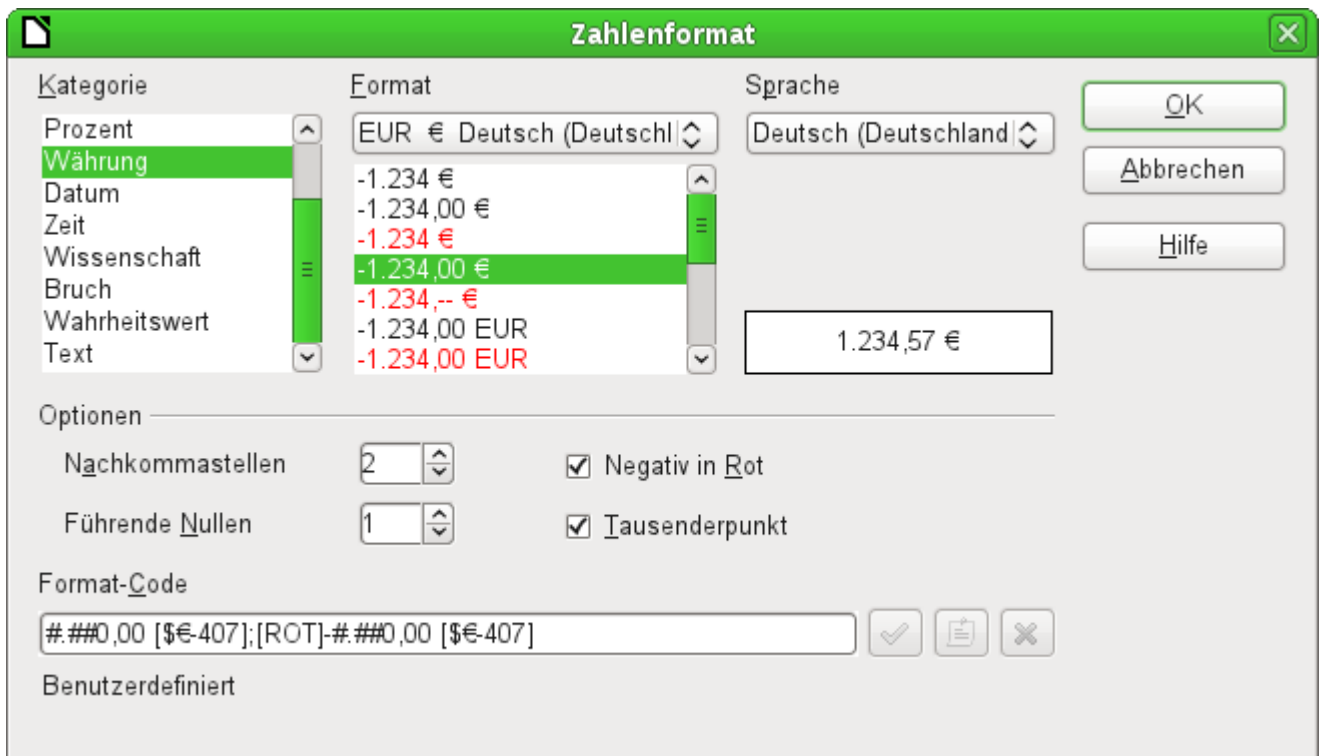 Zahlenformat
Kategorie
Prozent
Währung
Datum
Zeit
Wissenschaft
Bruch
Wahrheitswert
Text
Format
EUR € Deutsch (Deutschl
-1.234 €
-1.234,00 €
-1.234 €
-1.234,00 €
-1.234,-- €
-1.234,00 EUR
-1.234,00 EUR
Sprache
Deutsch (Deutschland
1.234,57 €
OK
Abbrechen
Hilfe
Optionen
Nachkommastellen 2
Negativ in Rot
Führende Nullen 1
Tausenderpunkt
Format-Code
#.##0,00 [$€-407];[ROT]-#.##0,00 [$€-407]
Benutzerdefiniert